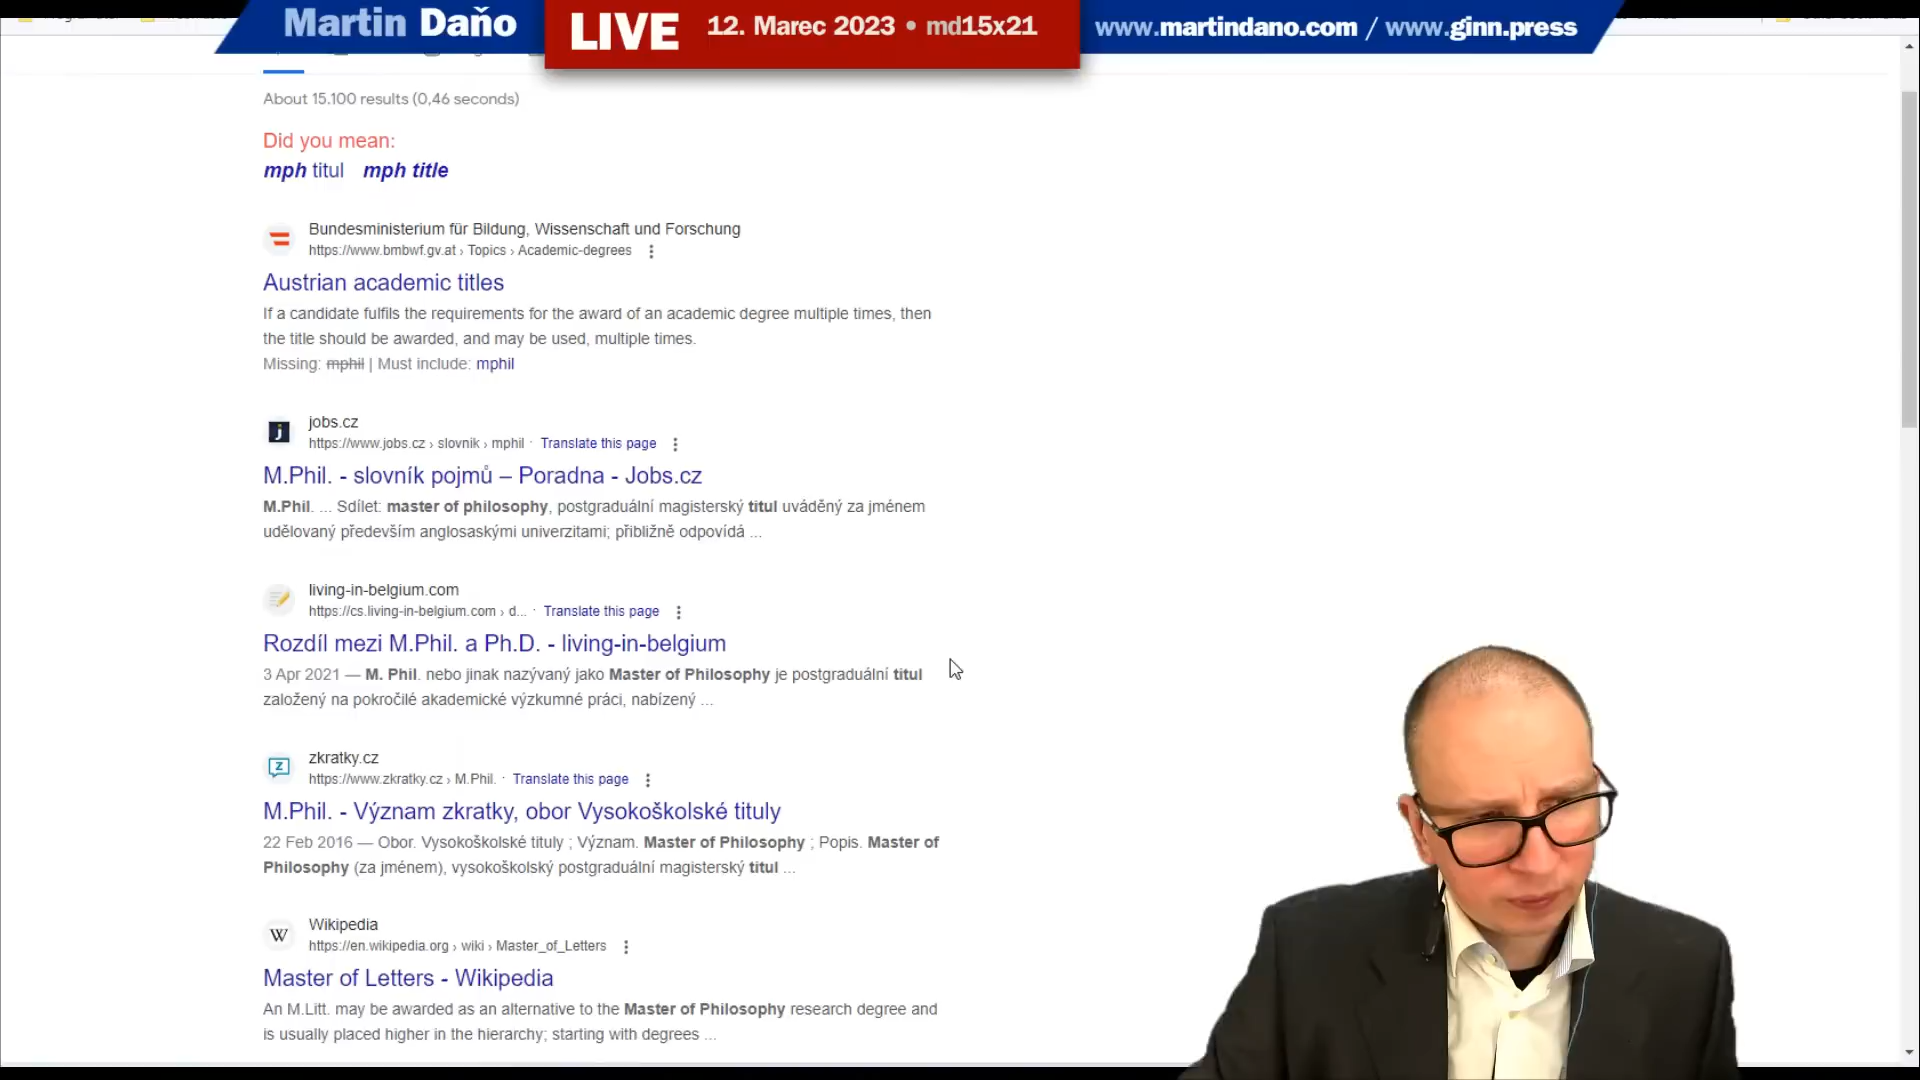 Martin Daňo
LIVE
12. Marec 2023 • md15x21
www.martindano.com / www.ginn.press
About 15.100 results (0,46 seconds)
Did you mean:
mph titul mph title
Bundesministerium für Bildung, Wissenschaft und Forschung
https://www.bmbwf.gv.at › Topics › Academic-degrees
Austrian academic titles
If a candidate fulfils the requirements for the award of an academic degree multiple times, then
the title should be awarded, and may be used, multiple times.
Missing: mphil | Must include: mphil
jobs.cz
https://www.jobs.cz › slovnik › mphil · Translate this page
M.Phil. - slovník pojmů – Poradna - Jobs.cz
M.Phil. ... Sdílet: master of philosophy, postgraduální magisterský titul uváděný za jménem
udělovaný především anglosaskými univerzitami; přibližně odpovídá ...
living-in-belgium.com
https://cs.living-in-belgium.com › d... · Translate this page
Rozdíl mezi M.Phil. a Ph.D. - living-in-belgium
3 Apr 2021 — M. Phil. nebo jinak nazývaný jako Master of Philosophy je postgraduální titul
založený na pokročilé akademické výzkumné práci, nabízený ...
zkratky.cz
https://www.zkratky.cz › M.Phil. · Translate this page
M.Phil. - Význam zkratky, obor Vysokoškolské tituly
22 Feb 2016 — Obor. Vysokoškolské tituly ; Význam. Master of Philosophy ; Popis. Master of
Philosophy (za jménem), vysokoškolský postgraduální magisterský titul ...
Wikipedia
https://en.wikipedia.org › wiki › Master_of_Letters
Master of Letters - Wikipedia
An M.Litt. may be awarded as an alternative to the Master of Philosophy research degree and
is usually placed higher in the hierarchy; starting with degrees ...